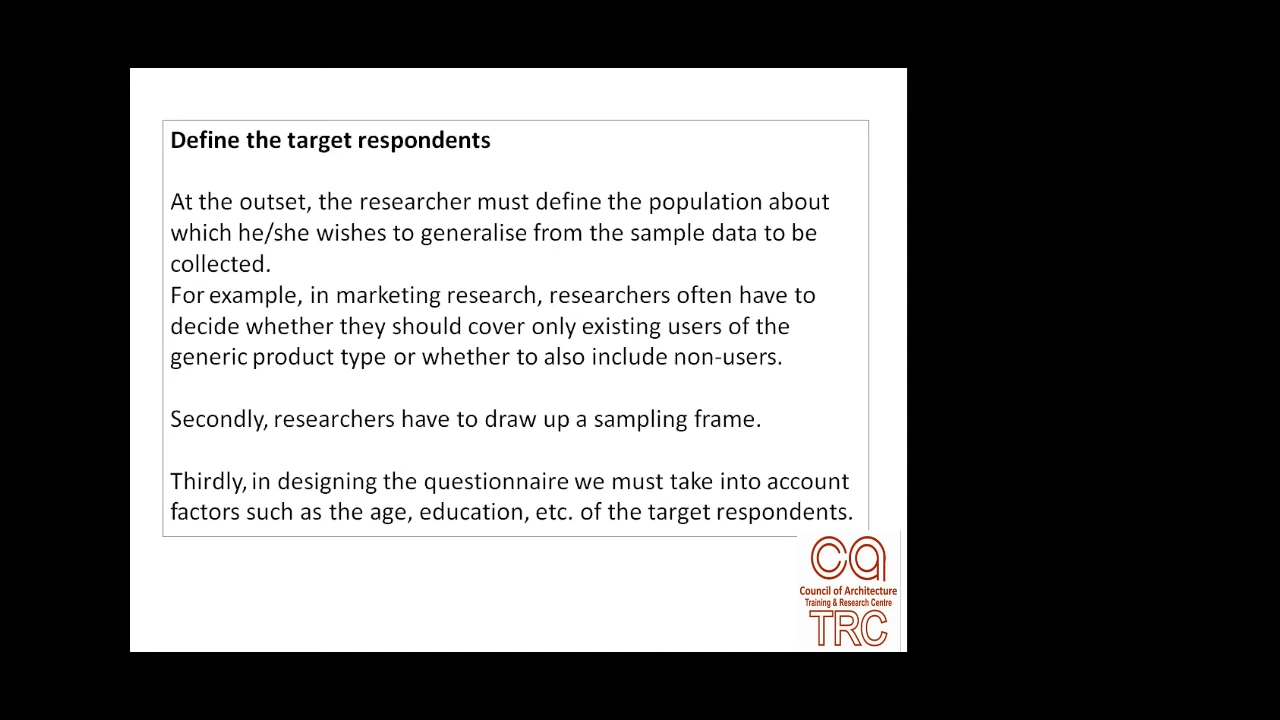 Define the target respondents
At the outset, the researcher must define the population about
which he/she wishes to generalise from the sample data to be
collected.
For example, in marketing research, researchers often have to
decide whether they should cover only existing users of the
generic product type or whether to also include non-users.
Secondly, researchers have to draw up a sampling frame.
Thirdly, in designing the questionnaire we must take into account
factors such as the age, education, etc. of the target respondents.
ca
Council of Architecture
Training & Research Centre
TRC